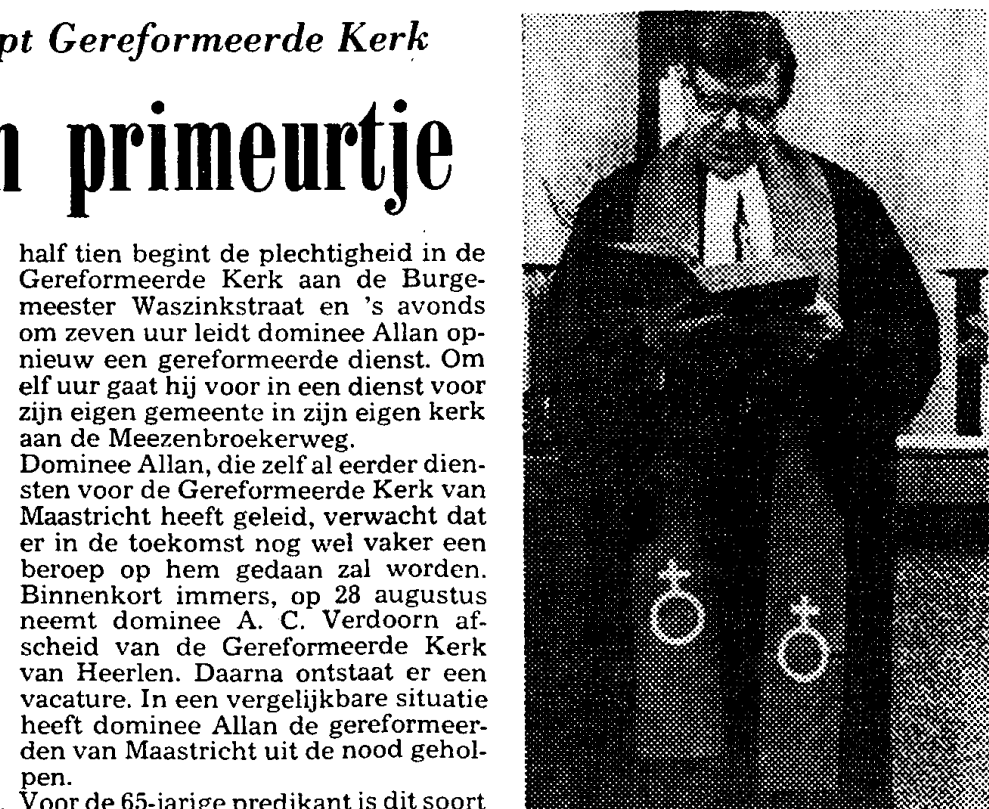 pt Gereformeerde Kerk
n primeurtje
half tien begint de plechtigheid in de
Gereformeerde Kerk aan de Burge-
meester Waszinkstraat en 's avonds
om zeven uur leidt dominee Allan op-
nieuw een gereformeerde dienst. Om
elf uur gaat hij voor in een dienst voor
zijn eigen gemeente in zijn eigen kerk
aan de Meezenbroekerweg.
Dominee Allan, die zelf al eerder dien-
sten voor de Gereformeerde Kerk van
Maastricht heeft geleid, verwacht dat
er in de toekomst nog wel vaker een
beroep op hem gedaan zal worden.
Binnenkort immers, op 28 augustus
neemt dominee A. C. Verdoorn af-
scheid van de Gereformeerde Kerk
van Heerlen. Daarna ontstaat er een
vacature. In een vergelijkbare situatie
heeft dominee Allan de gereformeer-
den van Maastricht uit de nood gehol-
pen.
Voor de 65-jarige predikant is dit soort